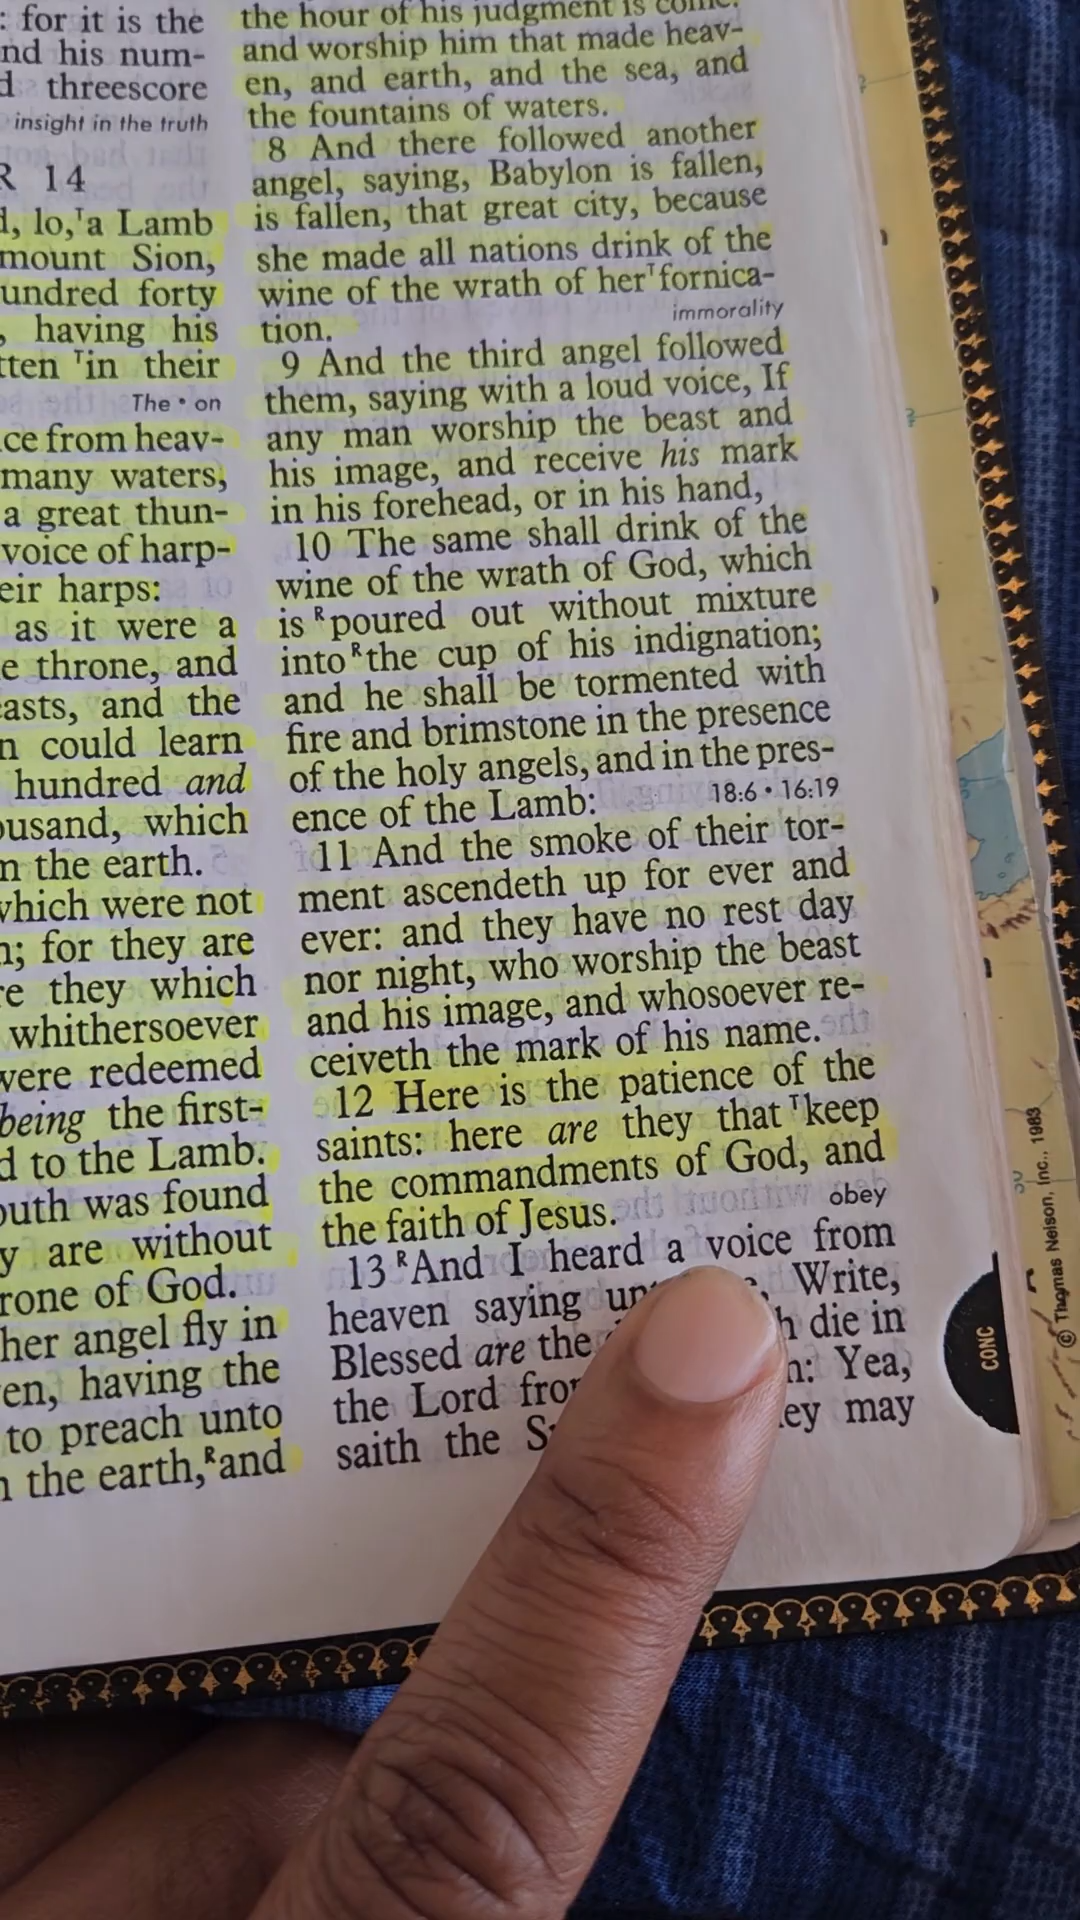 : for it is the
nd his num-
d threescore
insight in the truth
R 14
d, lo,ᵀa Lamb
mount Sion,
undred forty
, having his
tten ᵀin their
The • on
ce from heav-
many waters,
a great thun-
voice of harp-
eir harps:
as it were a
e throne, and
easts, and the
n could learn
hundred and
ousand, which
m the earth.
which were not
n; for they are
re they which
whithersoever
were redeemed
being the first-
d to the Lamb.
outh was found
y are without
rone of God.
her angel fly in
en, having the
to preach unto
n the earth,ᴿand
the hour of his judgment is come:
and worship him that made heav-
en, and earth, and the sea, and
the fountains of waters.
8 And there followed another
angel, saying, Babylon is fallen,
is fallen, that great city, because
she made all nations drink of the
wine of the wrath of herᵀfornica-
immorality
tion.
9 And the third angel followed
them, saying with a loud voice, If
any man worship the beast and
his image, and receive his mark
in his forehead, or in his hand,
10 The same shall drink of the
wine of the wrath of God, which
is ᴿpoured out without mixture
intoᴿthe cup of his indignation;
and he shall be tormented with
fire and brimstone in the presence
of the holy angels, and in the pres-
ence of the Lamb: 18:6 • 16:19
11 And the smoke of their tor-
ment ascendeth up for ever and
ever: and they have no rest day
nor night, who worship the beast
and his image, and whosoever re-
ceiveth the mark of his name.
12 Here is the patience of the
saints: here are they that ᵀkeep
the commandments of God, and
the faith of Jesus.
obey
13 ᴿAnd I heard a voice from
heaven saying Write,
Blessed are the die in
the Lord Yea,
saith the may
CONC
© Thomas Nelson, Inc., 1983